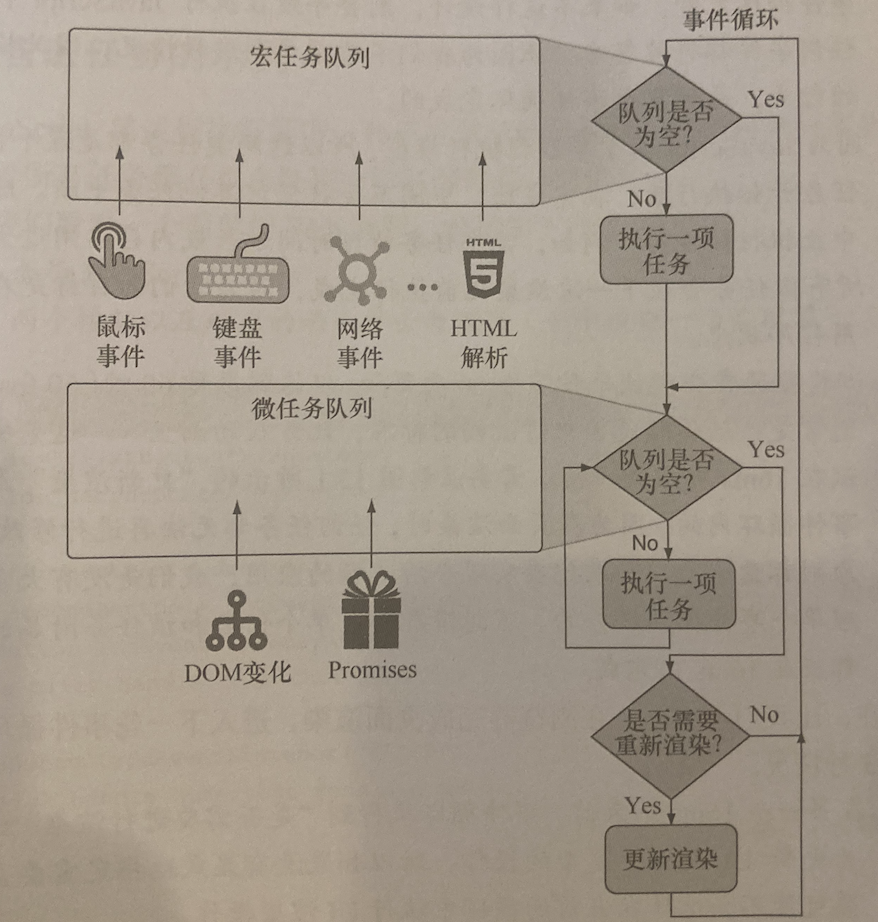 事件循环
宏任务队列
队列是否
为空?
Yes
No
执行一项
任务
HTML
5
鼠标
事件
键盘
事件
网络
事件
...
HTML
解析
微任务队列
队列是否
为空?
Yes
No
执行一项
任务
DOM变化
Promises
是否需要
重新渲染?
No
Yes
更新渲染